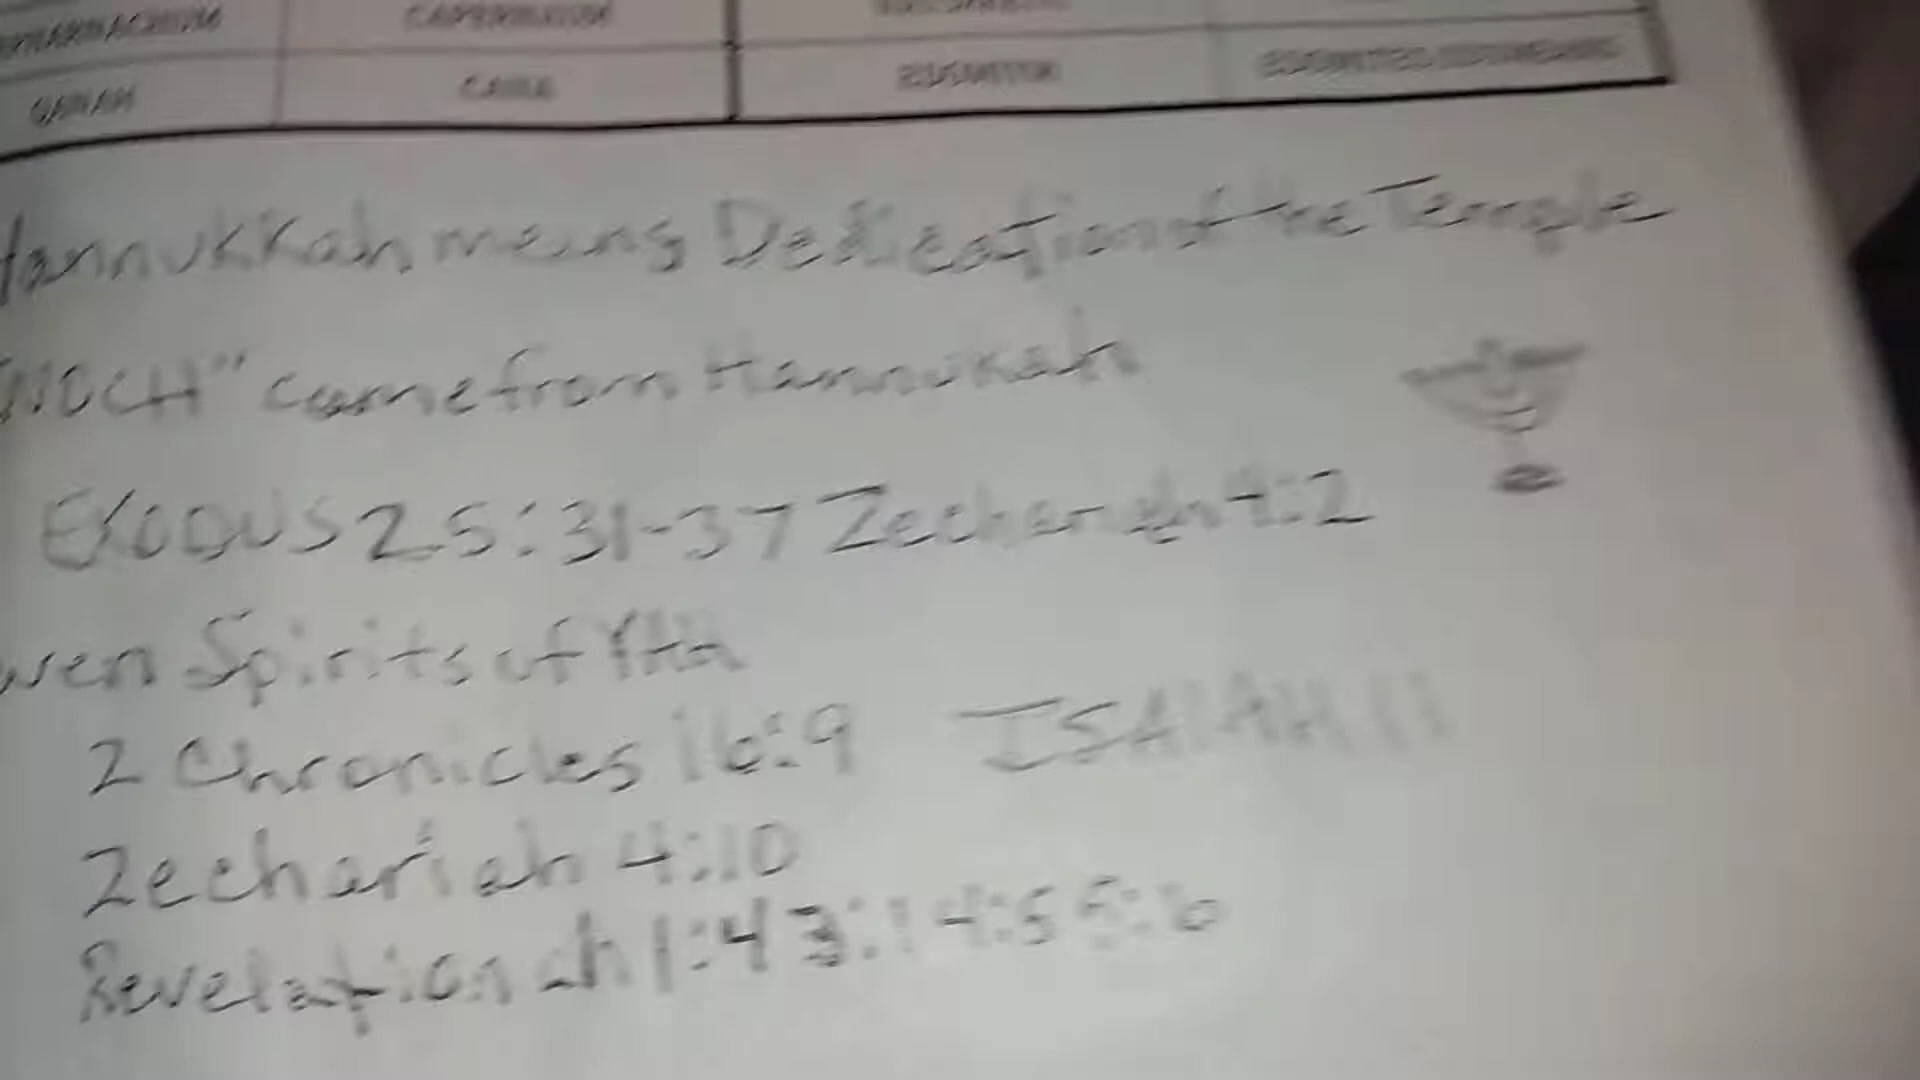 CAPERNAUM
CANA
Hannukkah means Dedication of the Temple
"ENOCH" came from Hannukah
EXODUS 25:31-37 Zechariah 4:2
Seven Spirits of YAH
2 Chronicles 16:9 ISAIAH 11
Zechariah 4:10
Revelation ch 1:4 3:1 4:5 5:6